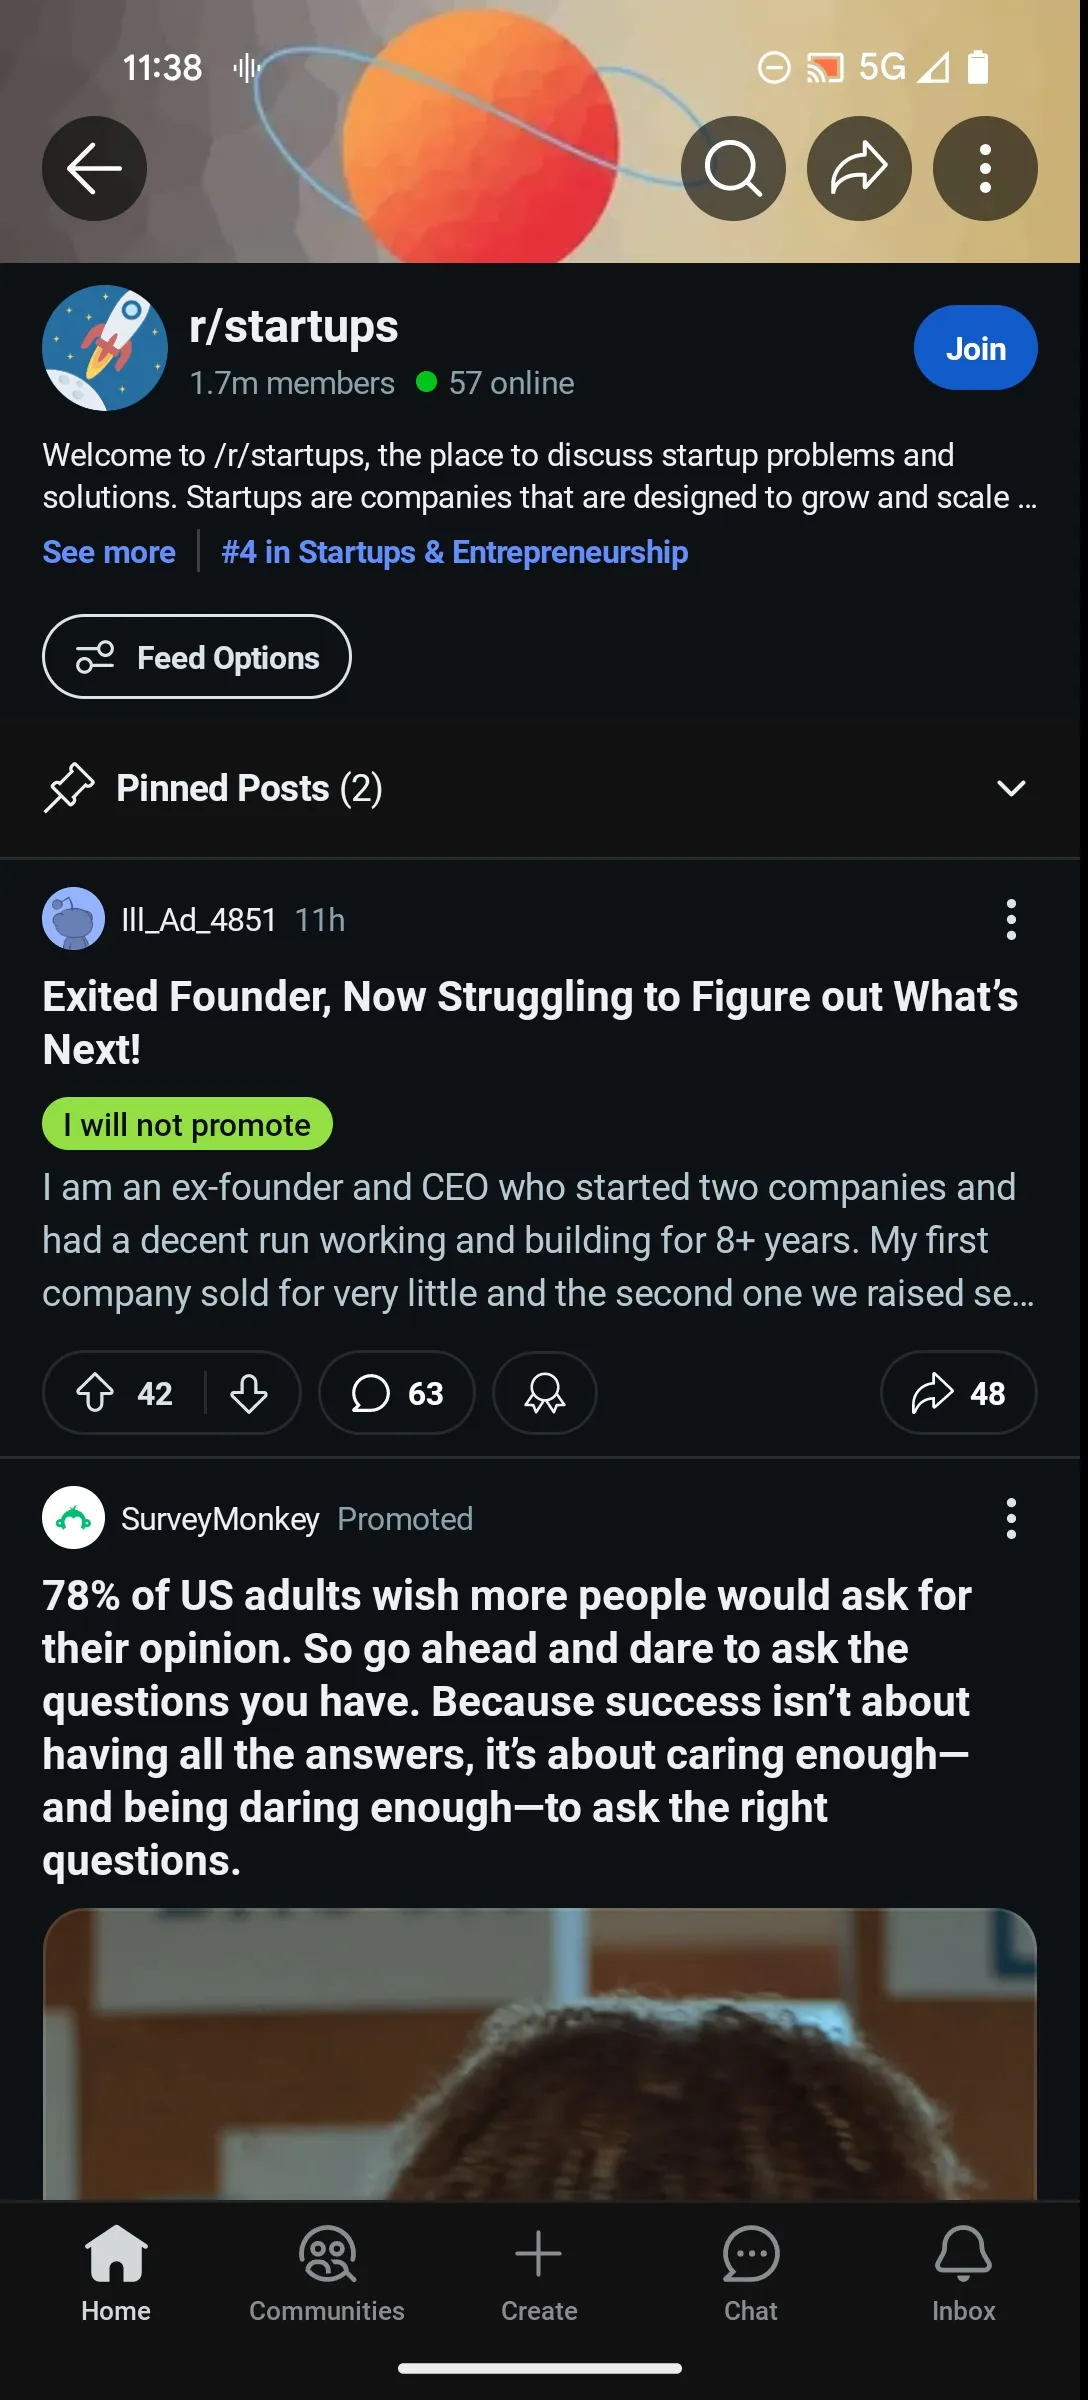 11:38
5G
r/startups
1.7m members 57 online
Join
Welcome to /r/startups, the place to discuss startup problems and
solutions. Startups are companies that are designed to grow and scale ...
See more
#4 in Startups & Entrepreneurship
Feed Options
Pinned Posts (2)
Ill_Ad_4851 11h
Exited Founder, Now Struggling to Figure out What’s
Next!
I will not promote
I am an ex-founder and CEO who started two companies and
had a decent run working and building for 8+ years. My first
company sold for very little and the second one we raised se...
42
63
48
SurveyMonkey Promoted
78% of US adults wish more people would ask for
their opinion. So go ahead and dare to ask the
questions you have. Because success isn’t about
having all the answers, it’s about caring enough—
and being daring enough—to ask the right
questions.
Home
Communities
Create
Chat
Inbox